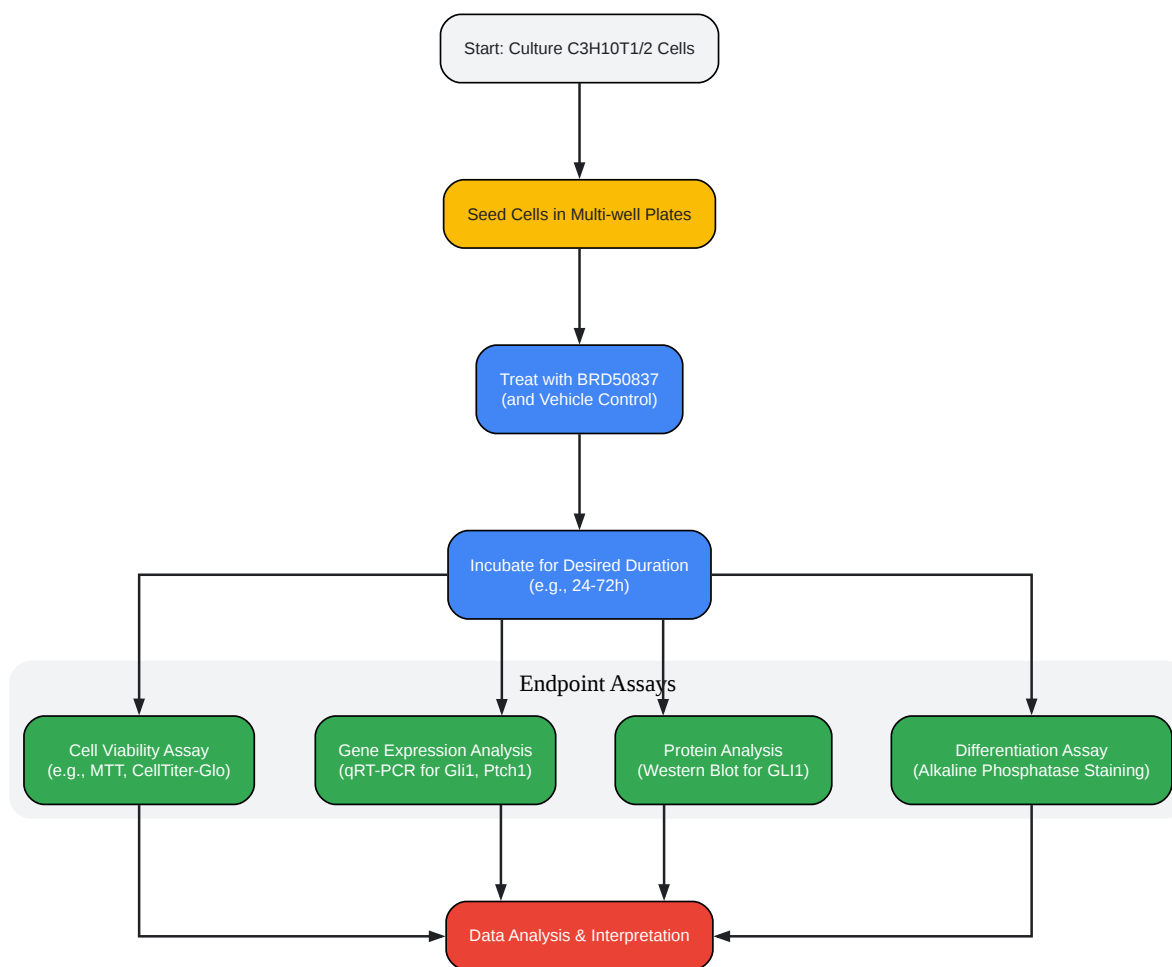 Start: Culture C3H10T1/2 Cells
Seed Cells in Multi-well Plates
Treat with BRD50837
(and Vehicle Control)
Incubate for Desired Duration
(e.g., 24-72h)
Endpoint Assays
Cell Viability Assay
(e.g., MTT, CellTiter-Glo)
Gene Expression Analysis
(qRT-PCR for Gli1, Ptch1)
Protein Analysis
(Western Blot for GLI1)
Differentiation Assay
(Alkaline Phosphatase Staining)
Data Analysis & Interpretation